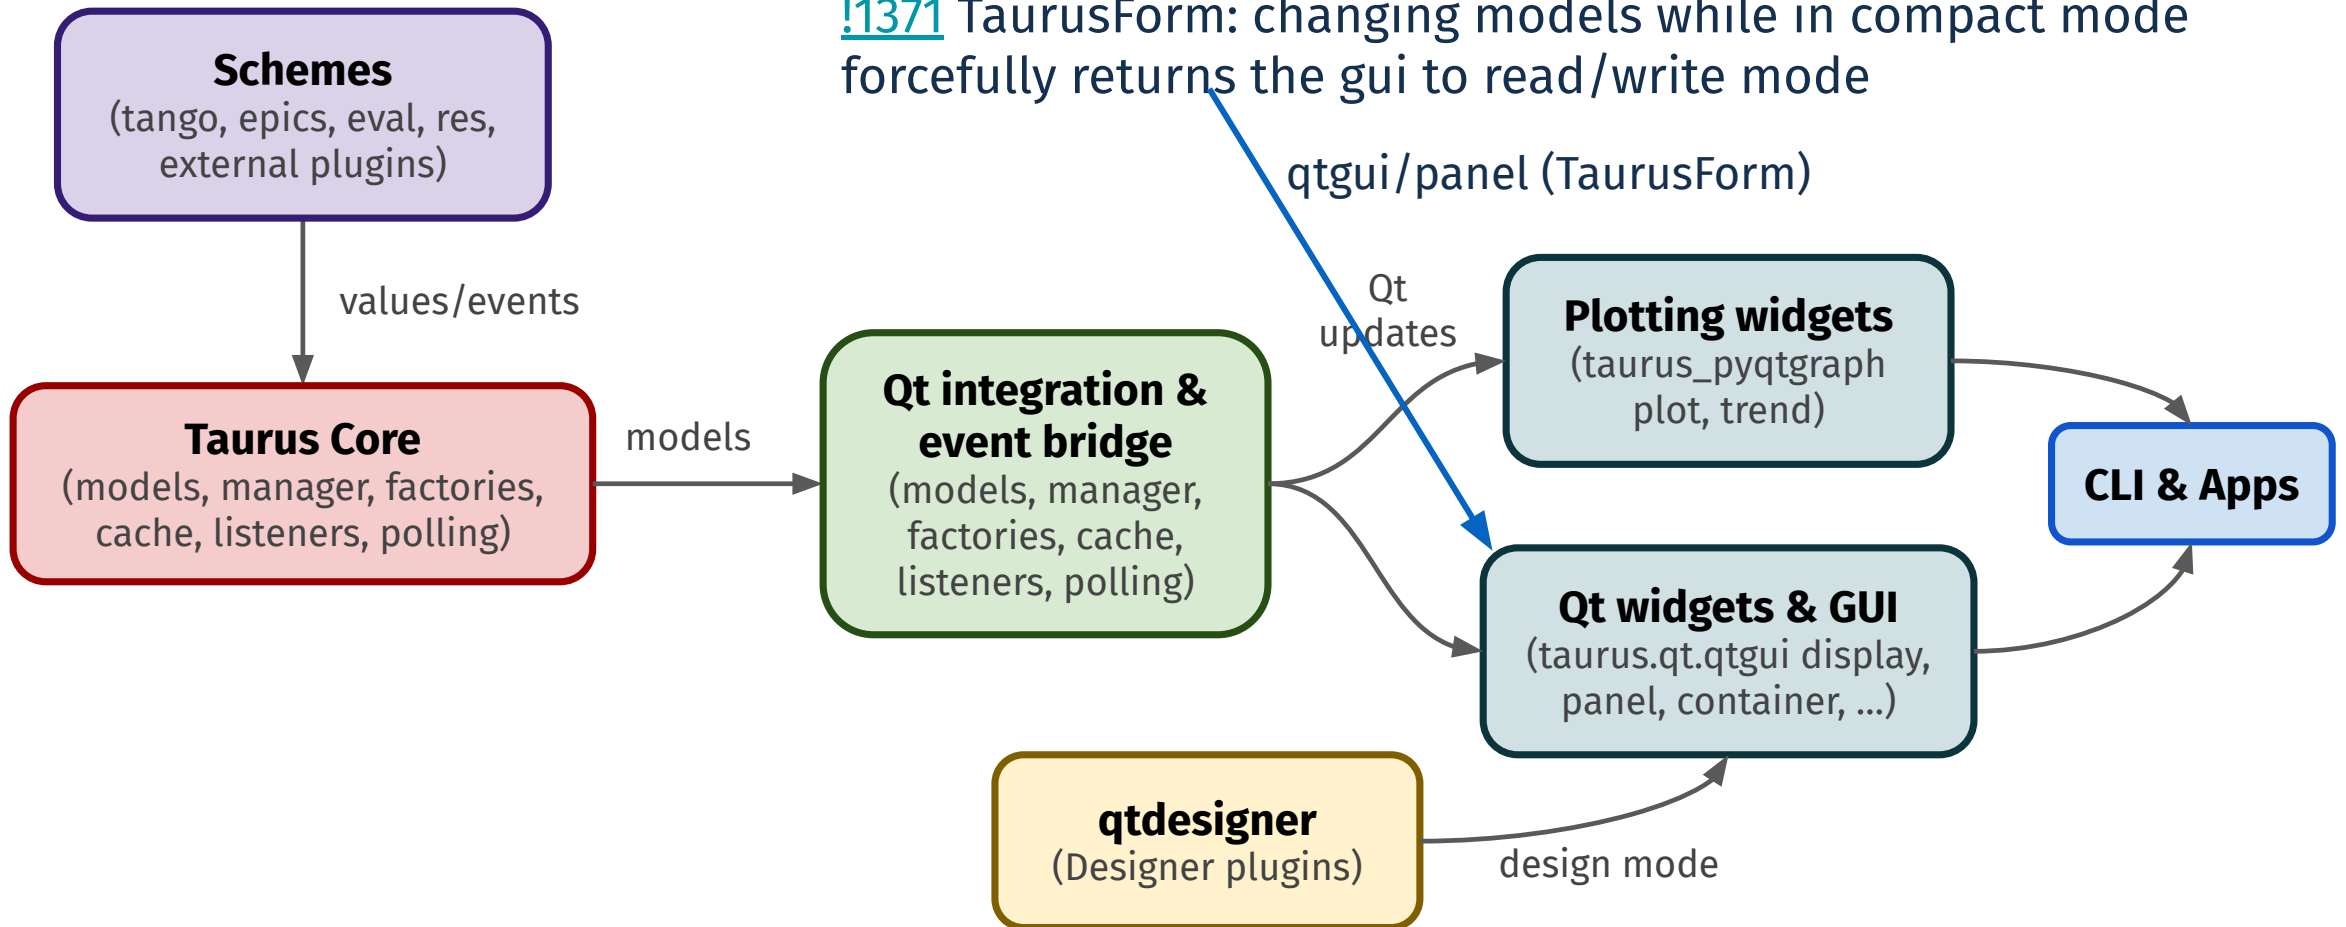 !1371 TaurusForm: changing models while in compact mode
forcefully returns the gui to read/write mode
Schemes
(tango, epics, eval, res,
external plugins)
qtgui/panel (TaurusForm)
values/events
Qt
updates
Plotting widgets
(taurus_pyqtgraph
plot, trend)
Taurus Core
(models, manager, factories,
cache, listeners, polling)
models
Qt integration &
event bridge
(models, manager,
factories, cache,
listeners, polling)
CLI & Apps
Qt widgets & GUI
(taurus.qt.qtgui display,
panel, container, ...)
qtdesigner
(Designer plugins)
design mode